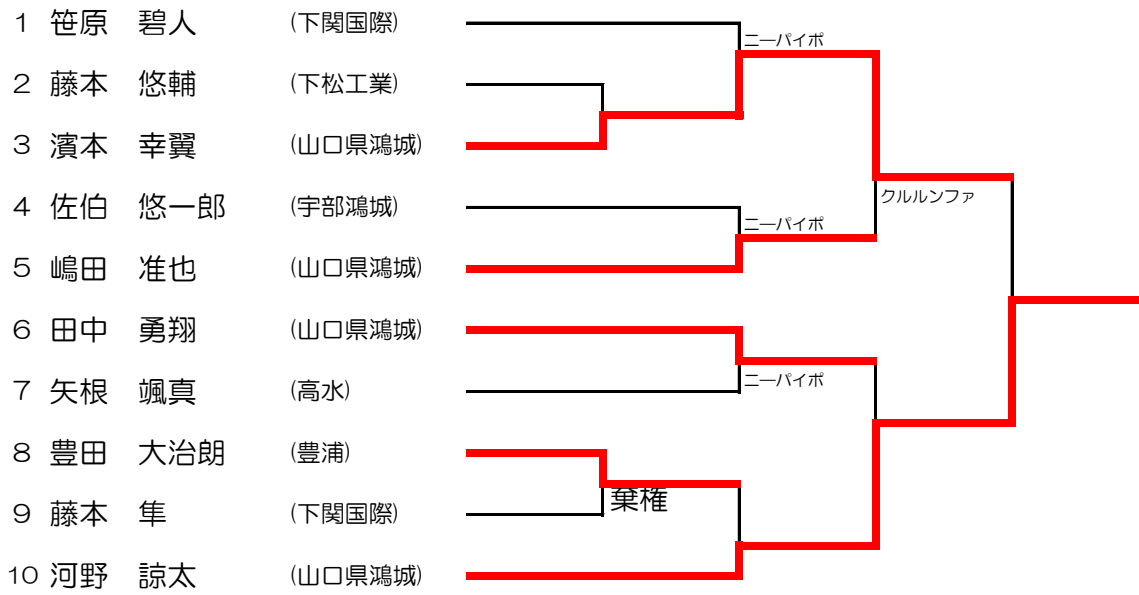 1 笹原 碧人 (下関国際)
ニーパイポ
2 藤本 悠輔 (下松工業)
3 濱本 幸翼 (山口県鴻城)
クルルンファ
4 佐伯 悠一郎 (宇部鴻城)
ニーパイポ
5 嶋田 准也 (山口県鴻城)
6 田中 勇翔 (山口県鴻城)
ニーパイポ
7 矢根 颯真 (高水)
8 豊田 大治朗 (豊浦)
棄権
9 藤本 隼 (下関国際)
10 河野 諒太 (山口県鴻城)